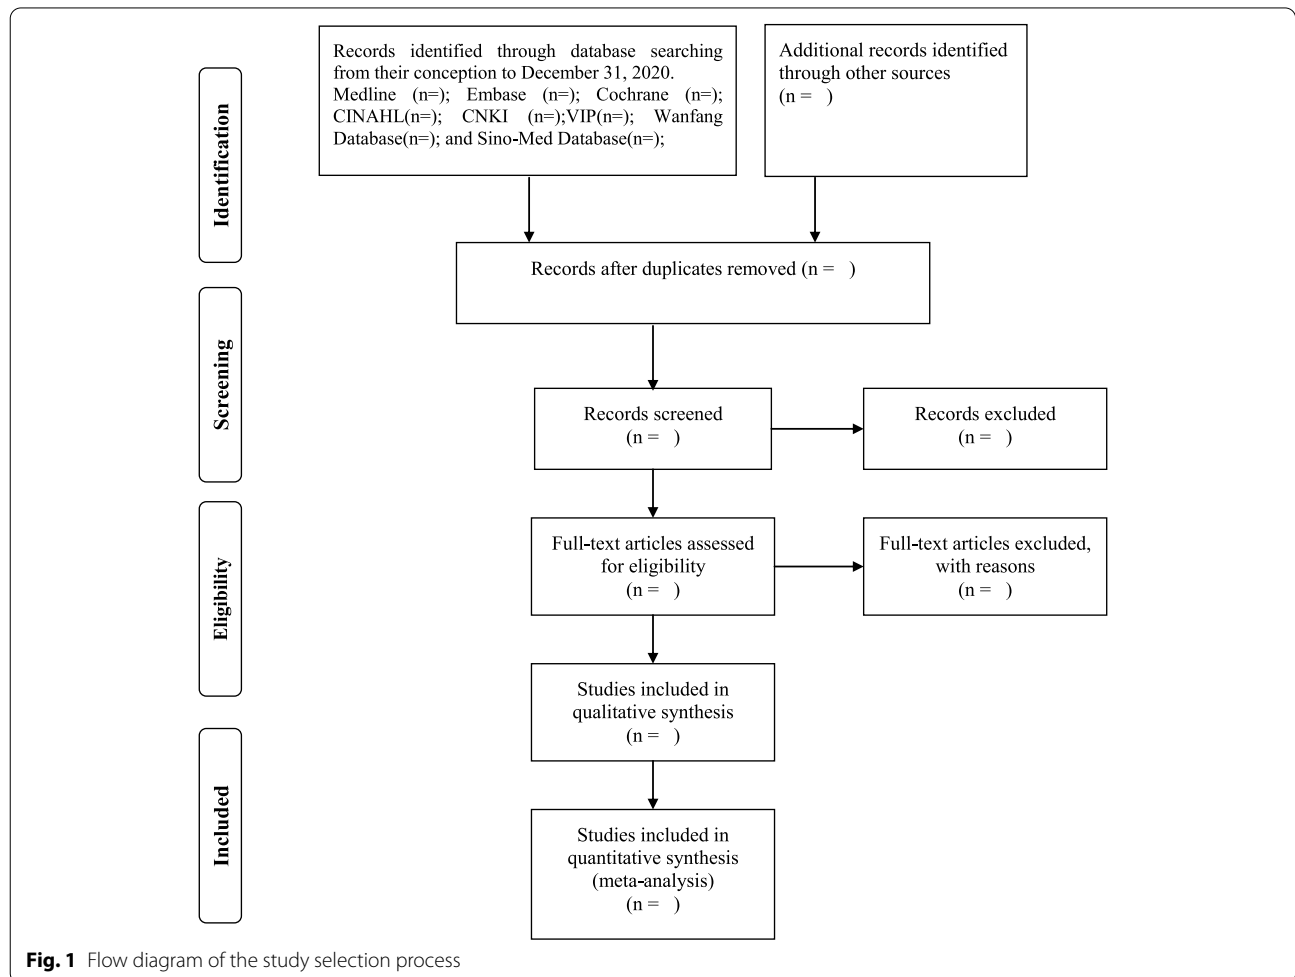 Identification
Records identified through database searching
from their conception to December 31, 2020.
Medline (n=); Embase (n=); Cochrane (n=);
CINAHL(n=); CNKI (n=);VIP(n=); Wanfang
Database(n=); and Sino-Med Database(n=);
Additional records identified
through other sources
(n = )
Records after duplicates removed (n = )
Screening
Records screened
(n = )
Records excluded
(n = )
Eligibility
Full-text articles assessed
for eligibility
(n = )
Full-text articles excluded,
with reasons
(n = )
Studies included in
qualitative synthesis
(n = )
Included
Studies included in
quantitative synthesis
(meta-analysis)
(n = )
Fig. 1 Flow diagram of the study selection process